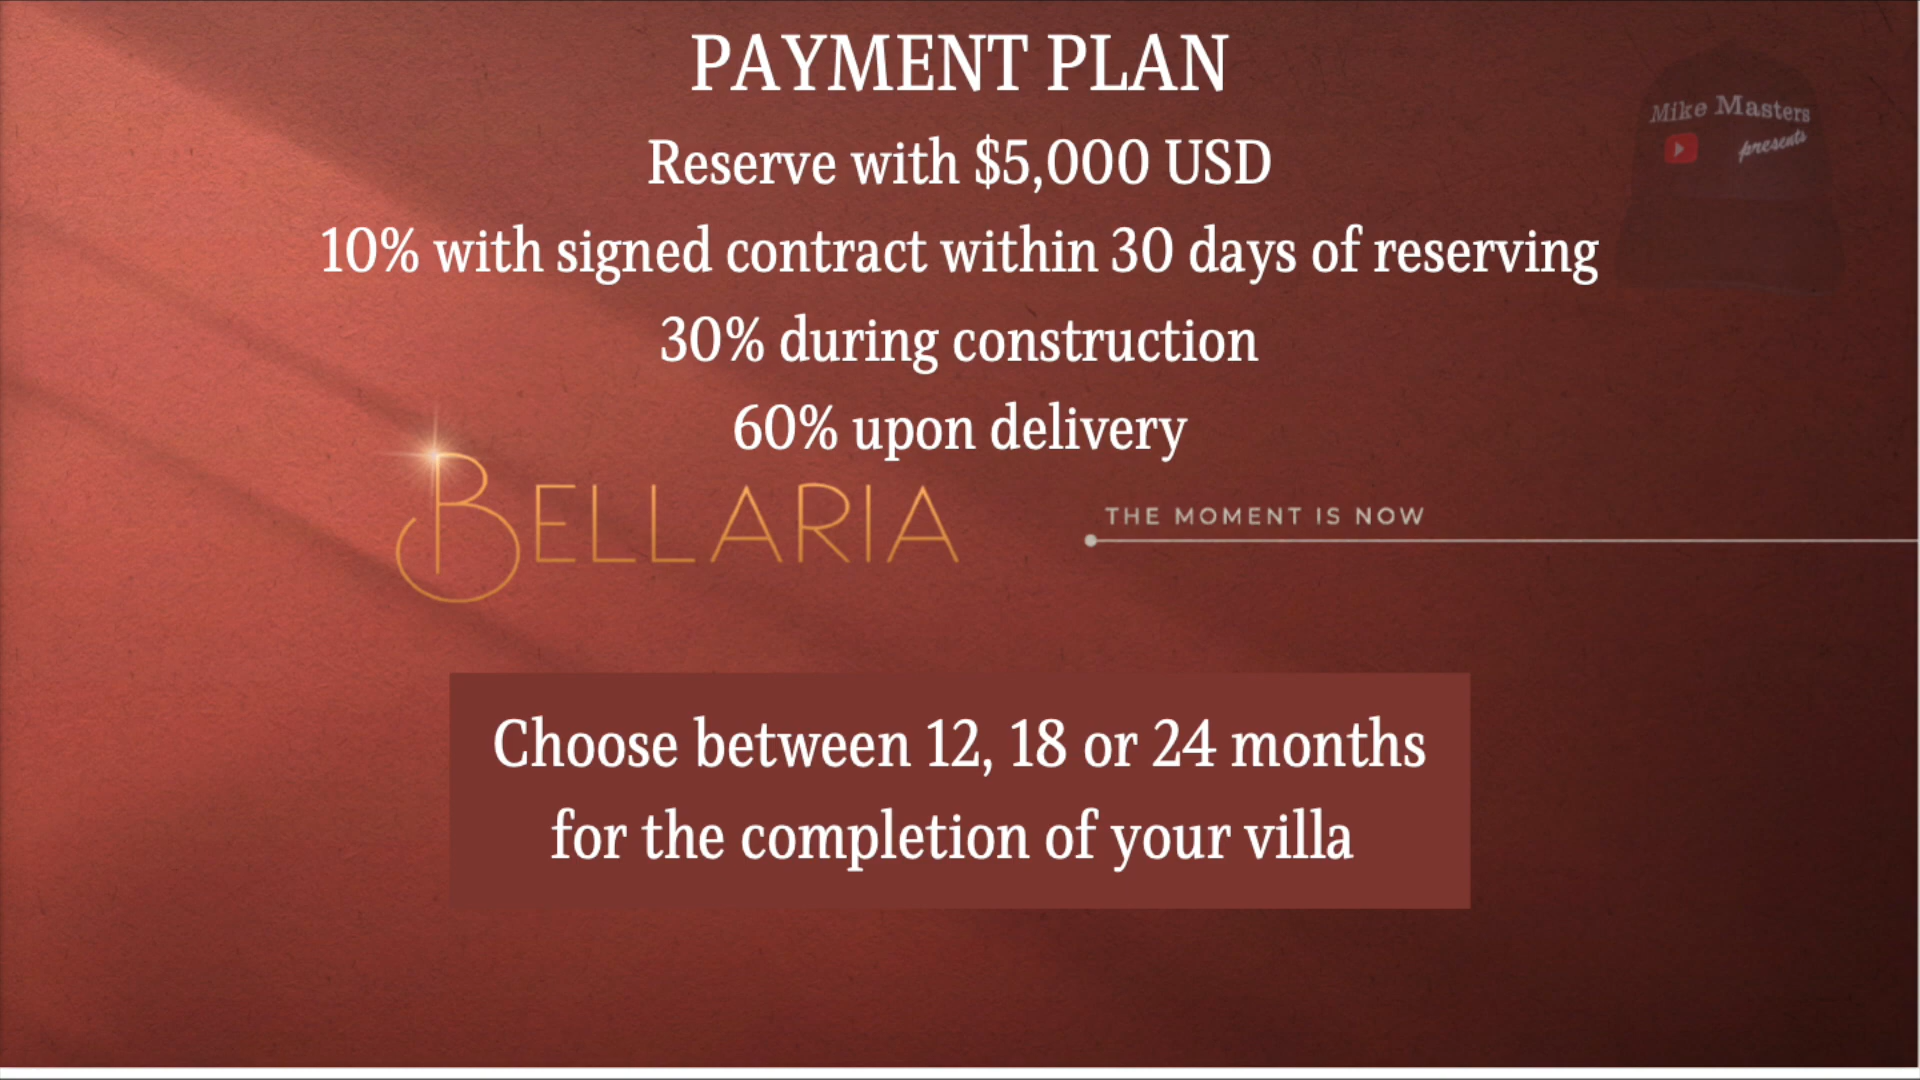 PAYMENT PLAN
Mike Masters
presents
Reserve with $5,000 USD
10% with signed contract within 30 days of reserving
30% during construction
60% upon delivery
BELLARIA
THE MOMENT IS NOW
Choose between 12, 18 or 24 months
for the completion of your villa